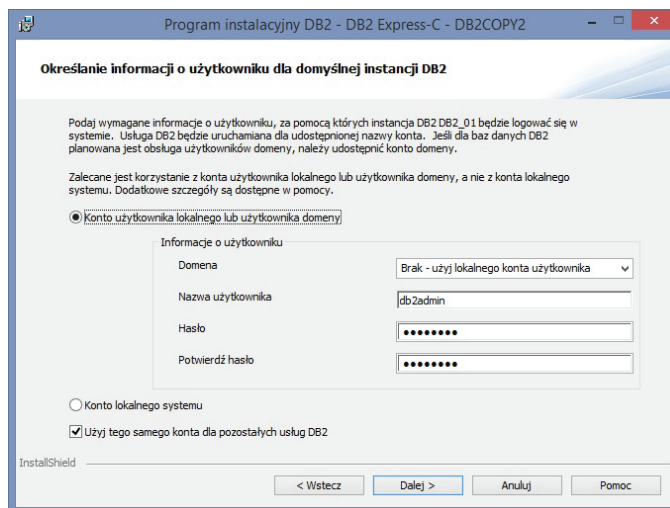 Program instalacyjny DB2 - DB2 Express-C - DB2COPY2
Określanie informacji o użytkowniku dla domyślnej instancji DB2
Podaj wymagane informacje o użytkowniku, za pomocą których instancja DB2 DB2_01 będzie logować się w
systemie. Usługa DB2 będzie uruchamiana dla udostępnionej nazwy konta. Jeśli dla baz danych DB2
planowana jest obsługa użytkowników domeny, należy udostępnić konto domeny.
Zalecane jest korzystanie z konta użytkownika lokalnego lub użytkownika domeny, a nie z konta lokalnego
systemu. Dodatkowe szczegóły są dostępne w pomocy.
Konto użytkownika lokalnego lub użytkownika domeny
Informacje o użytkowniku
Domena
Brak - użyj lokalnego konta użytkownika
Nazwa użytkownika
db2admin
Hasło
●●●●●●●●
Potwierdź hasło
●●●●●●●●
Konto lokalnego systemu
Użyj tego samego konta dla pozostałych usług DB2
InstallShield
< Wstecz
Dalej >
Anuluj
Pomoc